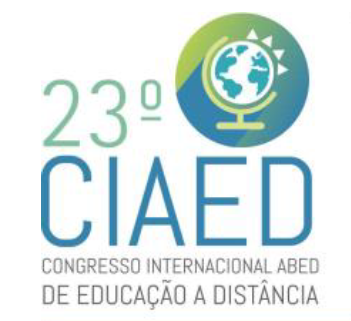 23º
CIAED
CONGRESSO INTERNACIONAL ABED
DE EDUCAÇÃO A DISTÂNCIA